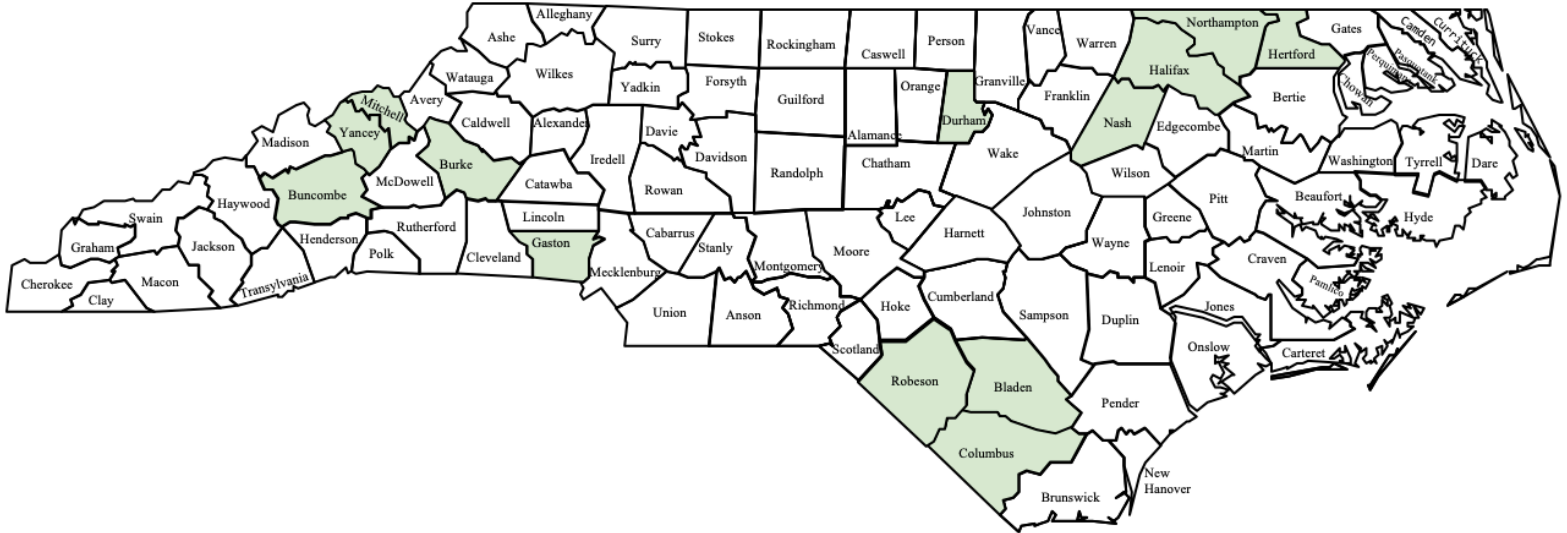 Alleghany
Ashe
Surry
Stokes
Rockingham
Caswell
Person
Vance
Warren
Northampton
Gates
Camden
Currituck
Hertford
Watauga
Wilkes
Yadkin
Forsyth
Guilford
Orange
Granville
Franklin
Halifax
Bertie
Perquimans
Pasquotank
Chowan
Mitchell
Avery
Caldwell
Alexander
Davie
Alamance
Durham
Nash
Edgecombe
Madison
Yancey
Burke
Iredell
Davidson
Randolph
Chatham
Wake
Wilson
Martin
Washington
Tyrrell
Dare
Buncombe
McDowell
Catawba
Rowan
Haywood
Swain
Lincoln
Lee
Johnston
Greene
Pitt
Beaufort
Hyde
Graham
Jackson
Henderson
Rutherford
Polk
Cleveland
Gaston
Cabarrus
Stanly
Montgomery
Moore
Harnett
Wayne
Lenoir
Craven
Pamlico
Cherokee
Clay
Macon
Transylvania
Mecklenburg
Union
Anson
Richmond
Hoke
Cumberland
Sampson
Duplin
Jones
Onslow
Carteret
Scotland
Robeson
Bladen
Pender
Columbus
Brunswick
New
Hanover